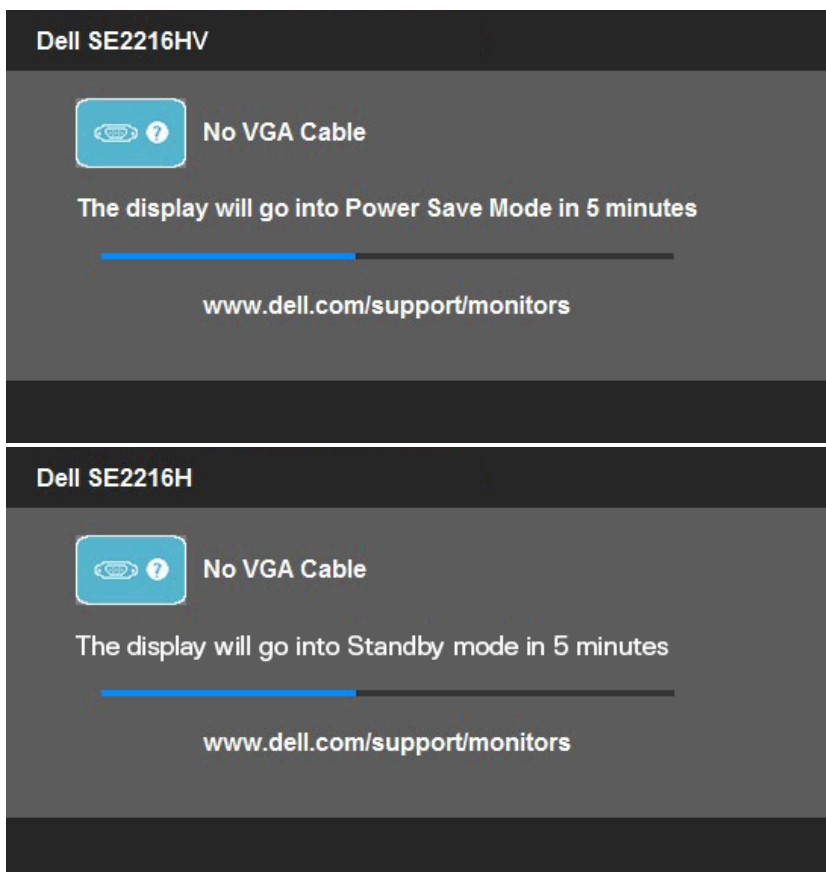 Dell SE2216HV
? No VGA Cable
The display will go into Power Save Mode in 5 minutes
www.dell.com/support/monitors
Dell SE2216H
? No VGA Cable
The display will go into Standby mode in 5 minutes
www.dell.com/support/monitors